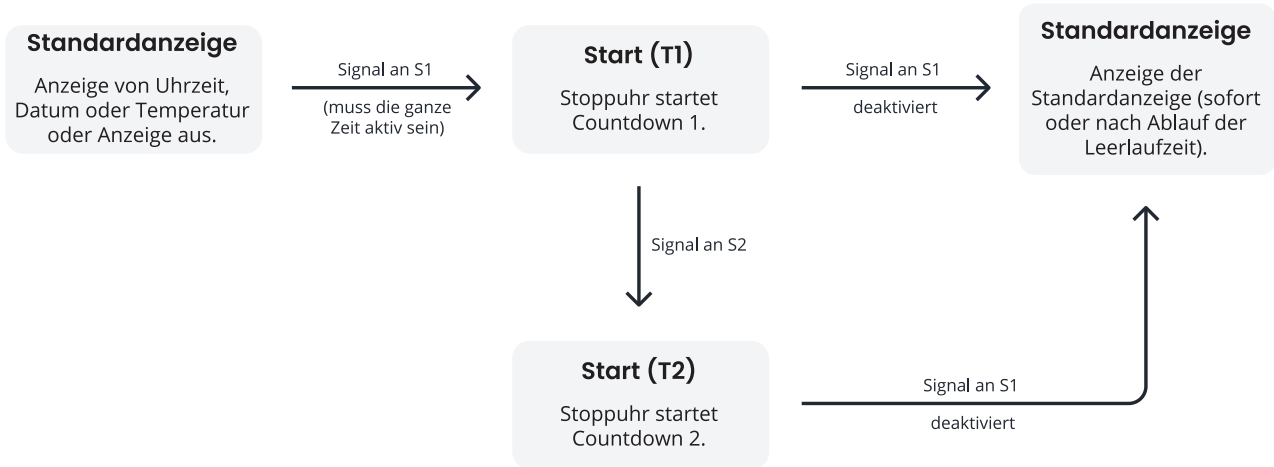 Standardanzeige
Anzeige von Uhrzeit,
Datum oder Temperatur
oder Anzeige aus.
Signal an S1
(muss die ganze
Zeit aktiv sein)
Start (T1)
Stoppuhr startet
Countdown 1.
Signal an S1
deaktiviert
Standardanzeige
Anzeige der
Standardanzeige (sofort
oder nach Ablauf der
Leerlaufzeit).
Signal an S2
Start (T2)
Stoppuhr startet
Countdown 2.
Signal an S1
deaktiviert